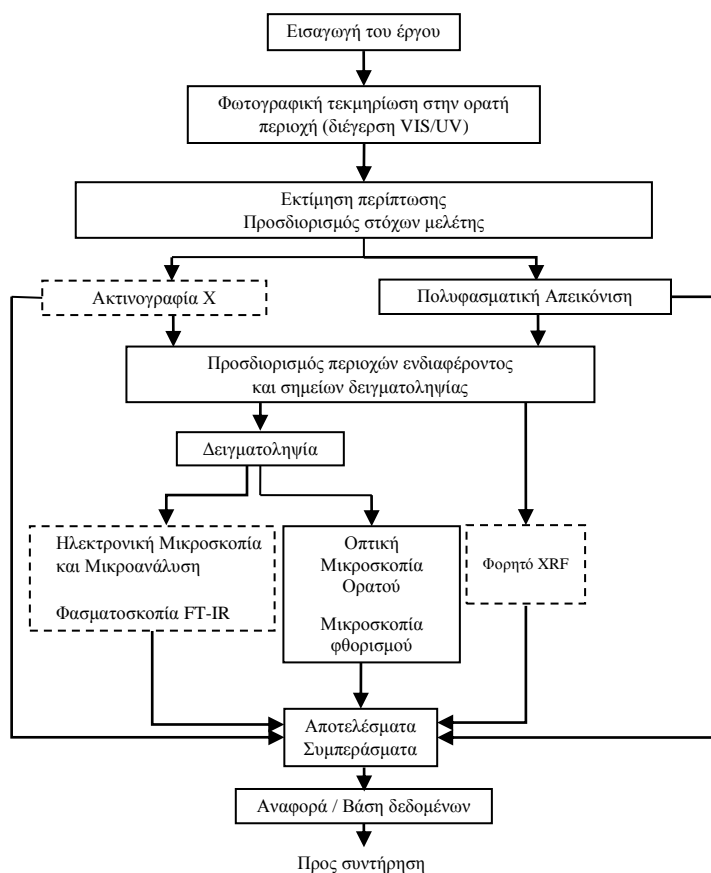 Εισαγωγή του έργου
Φωτογραφική τεκμηρίωση στην ορατή
περιοχή (διέγερση VIS/UV)
Εκτίμηση περίπτωσης
Προσδιορισμός στόχων μελέτης
Ακτινογραφία Χ
Πολυφασματική Απεικόνιση
Προσδιορισμός περιοχών ενδιαφέροντος
και σημείων δειγματοληψίας
Δειγματοληψία
Ηλεκτρονική Μικροσκοπία
και Μικροανάλυση
Φασματοσκοπία FT-IR
Οπτική
Μικροσκοπία
Ορατού
Μικροσκοπία
φθορισμού
Φορητό XRF
Αποτελέσματα
Συμπεράσματα
Αναφορά / Βάση δεδομένων
Προς συντήρηση